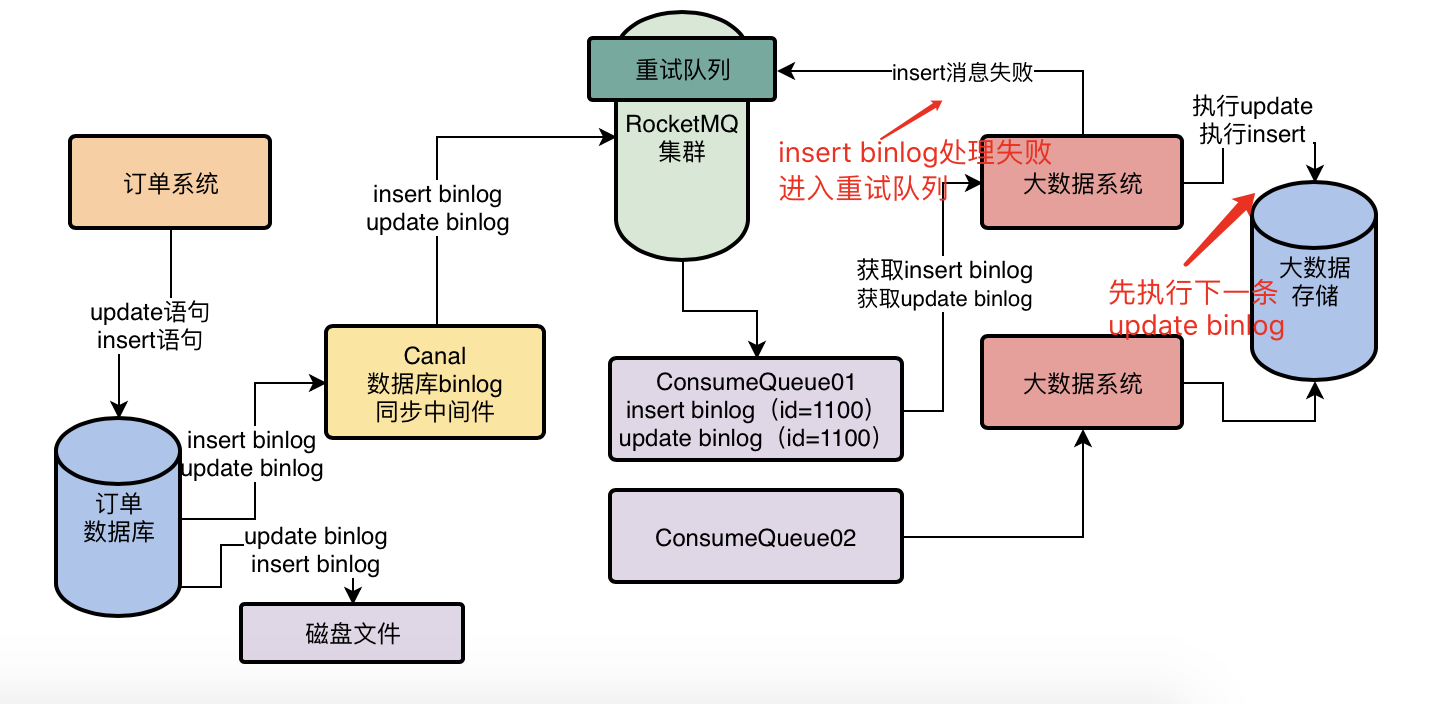 重试队列
RocketMQ
集群
insert消息失败
执行update
执行insert
订单系统
insert binlog
update binlog
insert binlog处理失败
进入重试队列
大数据系统
获取insert binlog
获取update binlog
大数据
存储
先执行下一条
update binlog
update语句
insert语句
Canal
数据库binlog
同步中间件
ConsumeQueue01
insert binlog（id=1100）
update binlog（id=1100）
大数据系统
insert binlog
update binlog
订单
数据库
update binlog
insert binlog
ConsumeQueue02
磁盘文件